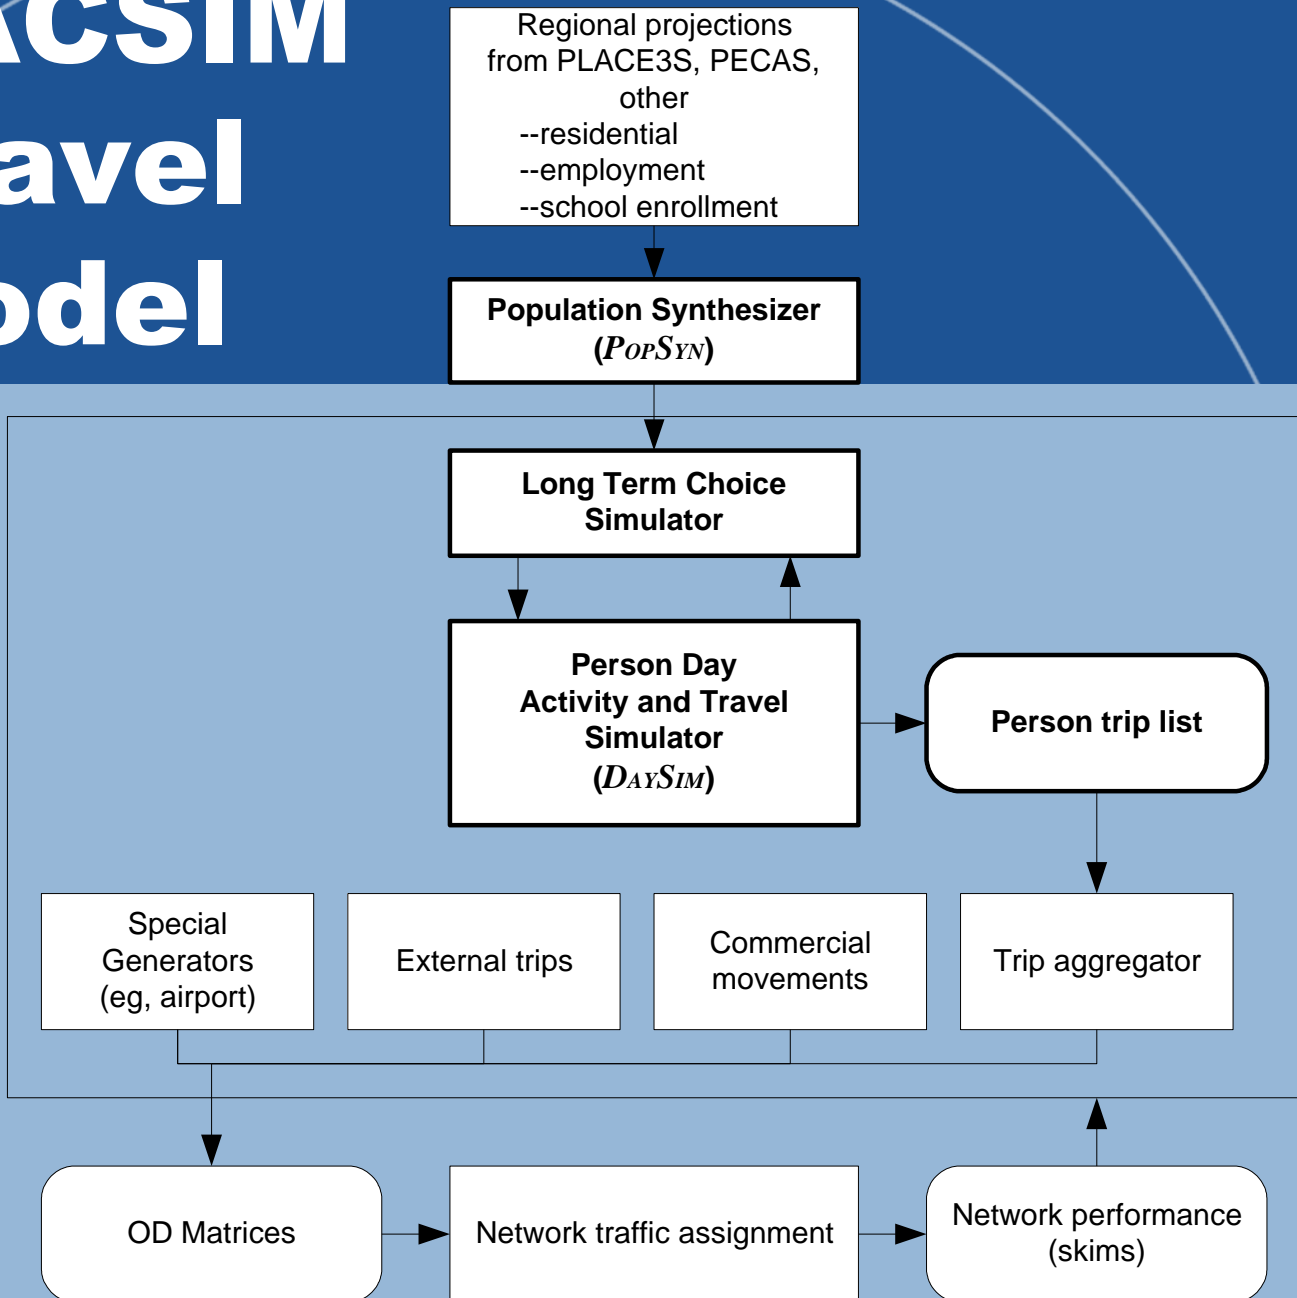 ACSIM
avel
odel
Regional projections
from PLACE3S, PECAS,
other
--residential
--employment
--school enrollment
Population Synthesizer
(POPSYN)
Long Term Choice
Simulator
Person Day
Activity and Travel
Simulator
(DAYSIM)
Person trip list
Special
Generators
(eg, airport)
External trips
Commercial
movements
Trip aggregator
OD Matrices
Network traffic assignment
Network performance
(skims)